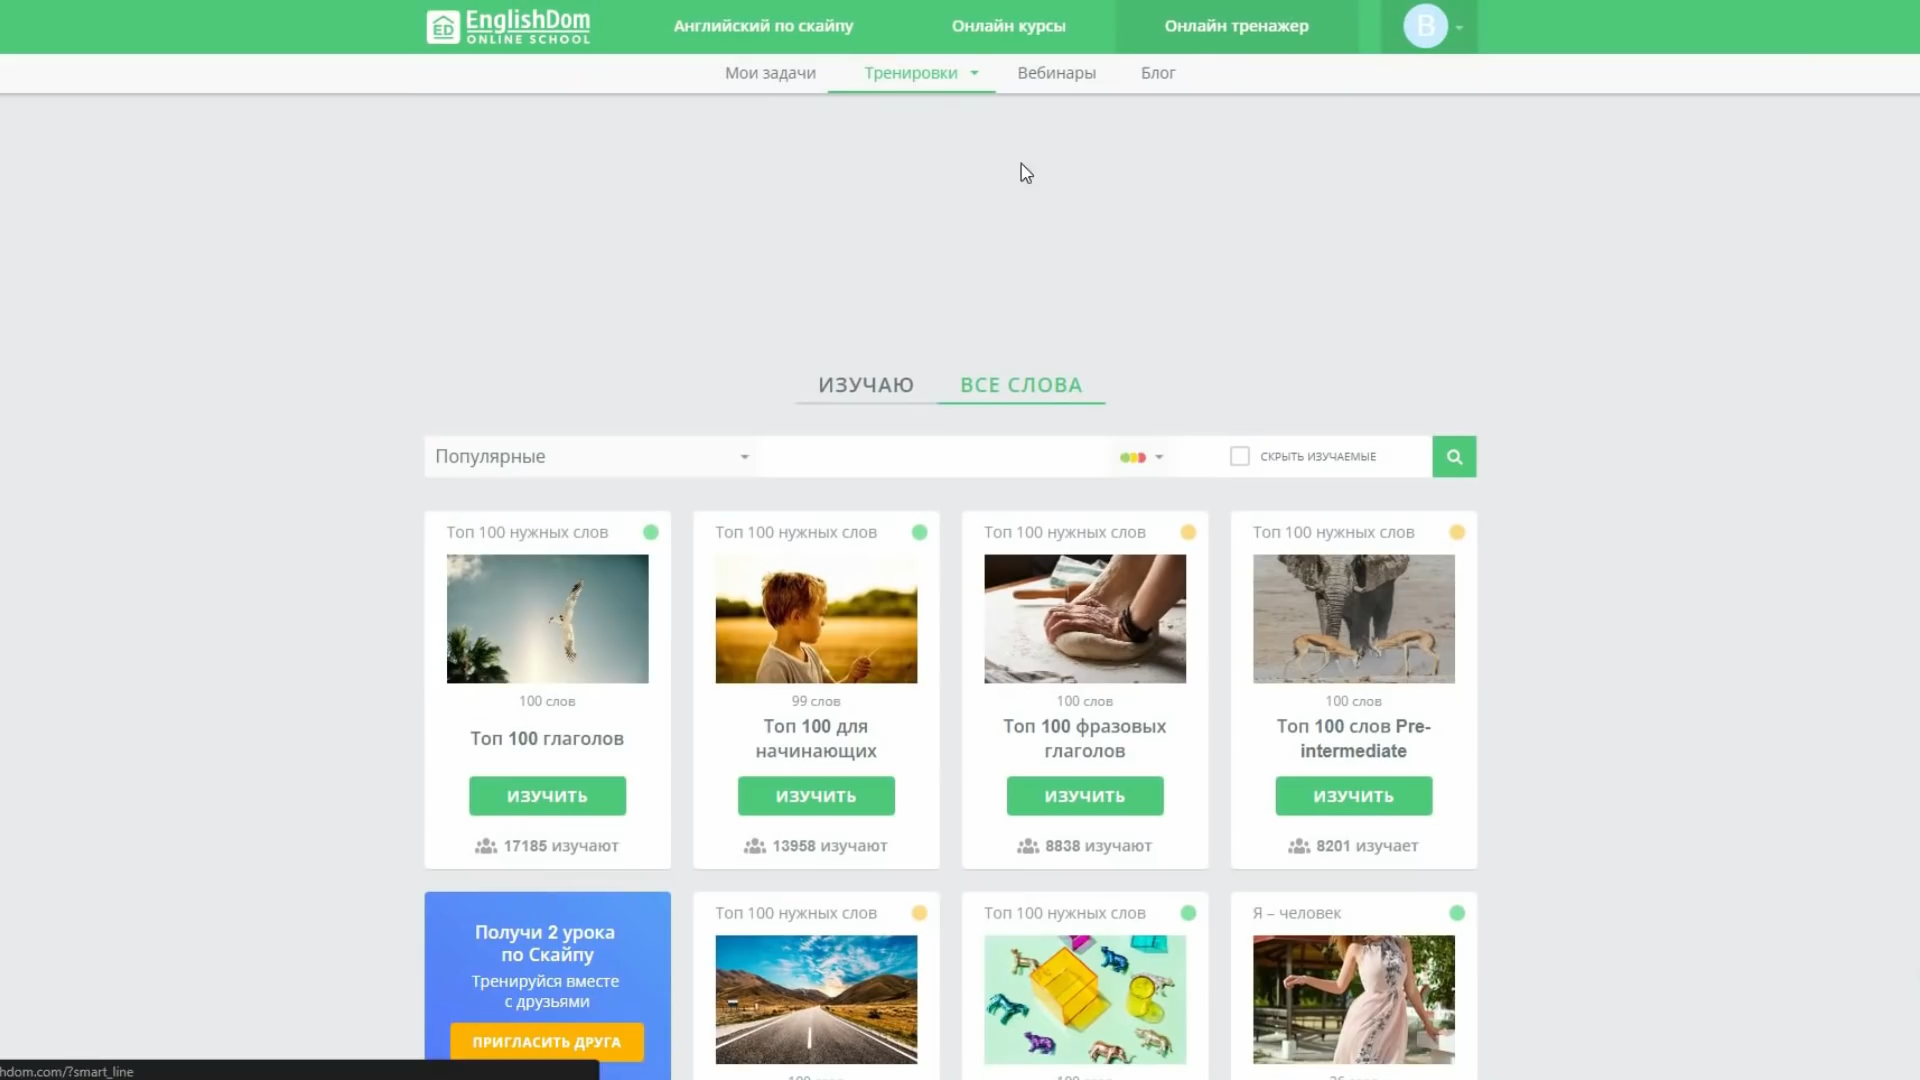 ED EnglishDom
ONLINE SCHOOL
Английский по скайпу
Онлайн курсы
Онлайн тренажер
B
Мои задачи
Тренировки
Вебинары
Блог
ИЗУЧАЮ
ВСЕ СЛОВА
Популярные
СКРЫТЬ ИЗУЧАЕМЫЕ
Топ 100 нужных слов
100 слов
Топ 100 глаголов
ИЗУЧИТЬ
17185 изучают
Топ 100 нужных слов
99 слов
Топ 100 для
начинающих
ИЗУЧИТЬ
13958 изучают
Топ 100 нужных слов
100 слов
Топ 100 фразовых
глаголов
ИЗУЧИТЬ
8838 изучают
Топ 100 нужных слов
100 слов
Топ 100 слов Pre-
intermediate
ИЗУЧИТЬ
8201 изучает
Получи 2 урока
по Скайпу
Тренируйся вместе
с друзьями
ПРИГЛАСИТЬ ДРУГА
Топ 100 нужных слов
Топ 100 нужных слов
Я – человек
hdom.com/?smart_line